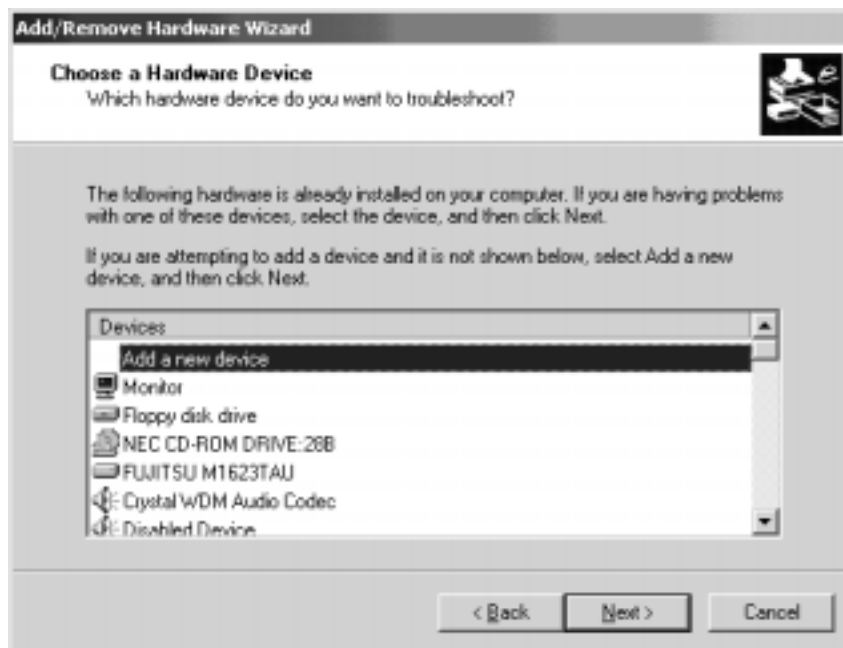 Add/Remove Hardware Wizard
Choose a Hardware Device
Which hardware device do you want to troubleshoot?
The following hardware is already installed on your computer. If you are having problems
with one of these devices, select the device, and then click Next.
If you are attempting to add a device and it is not shown below, select Add a new
device, and then click Next.
Devices
Add a new device
Monitor
Floppy disk drive
NEC CD-ROM DRIVE:28B
FUJITSU M1623TAU
Crystal WDM Audio Codec
Disabled Device
< Back
Next >
Cancel